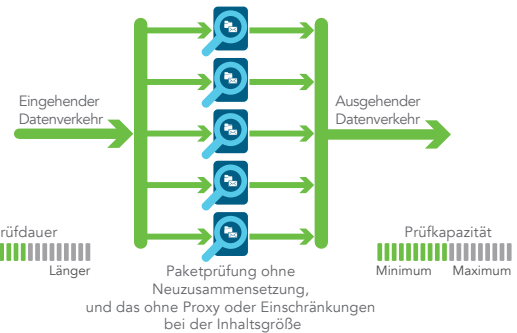 Eingehender
Datenverkehr
Ausgehender
Datenverkehr
rüfdauer
Länger
Prüfkapazität
Minimum Maximum
Paketprüfung ohne
Neuzusammensetzung,
und das ohne Proxy oder Einschränkungen
bei der Inhaltsgröße